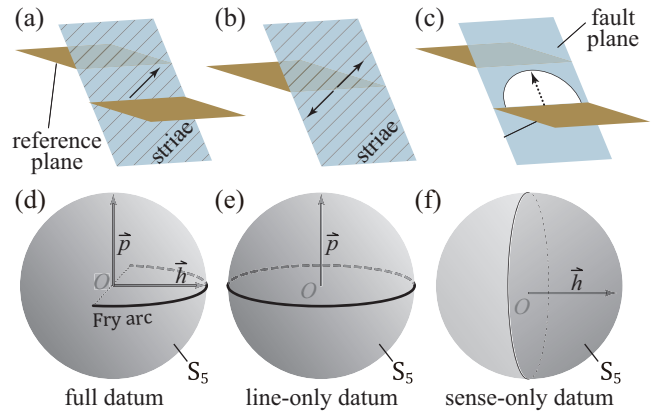 (a)
(b)
(c)
fault
plane
reference
plane
striae
striae
(d)
(e)
(f)
p
h
O
Fry arc
S5
p
O
S5
h
O
S5
full datum
line-only datum
sense-only datum